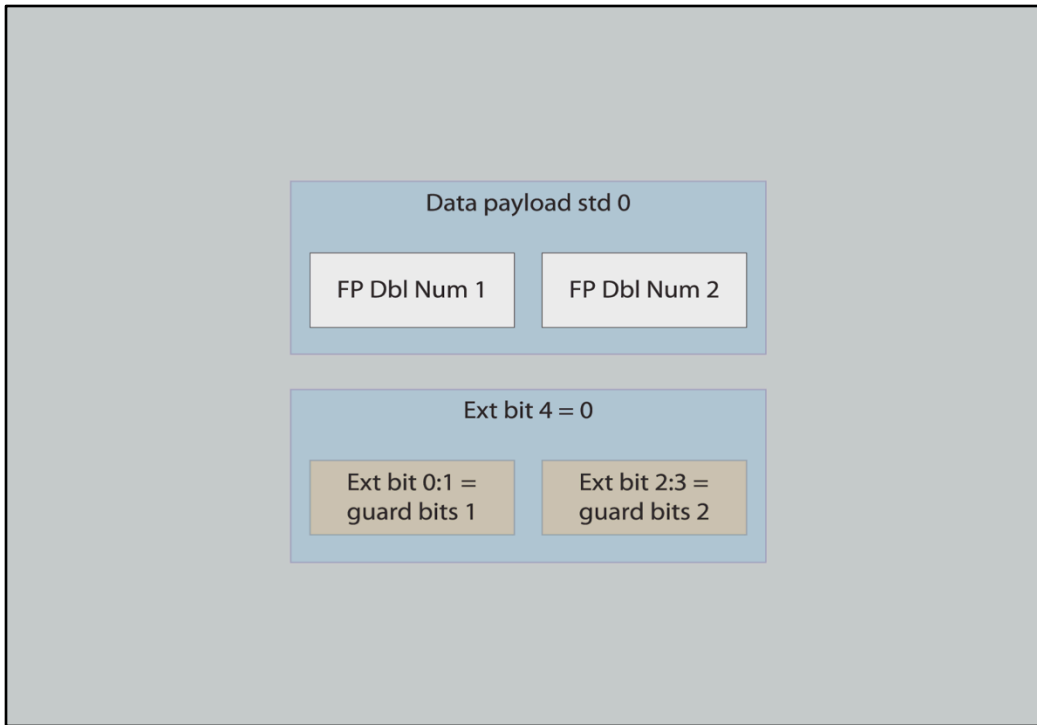 Data payload std 0
FP Dbl Num 1
FP Dbl Num 2
Ext bit 4 = 0
Ext bit 0:1 =
guard bits 1
Ext bit 2:3 =
guard bits 2